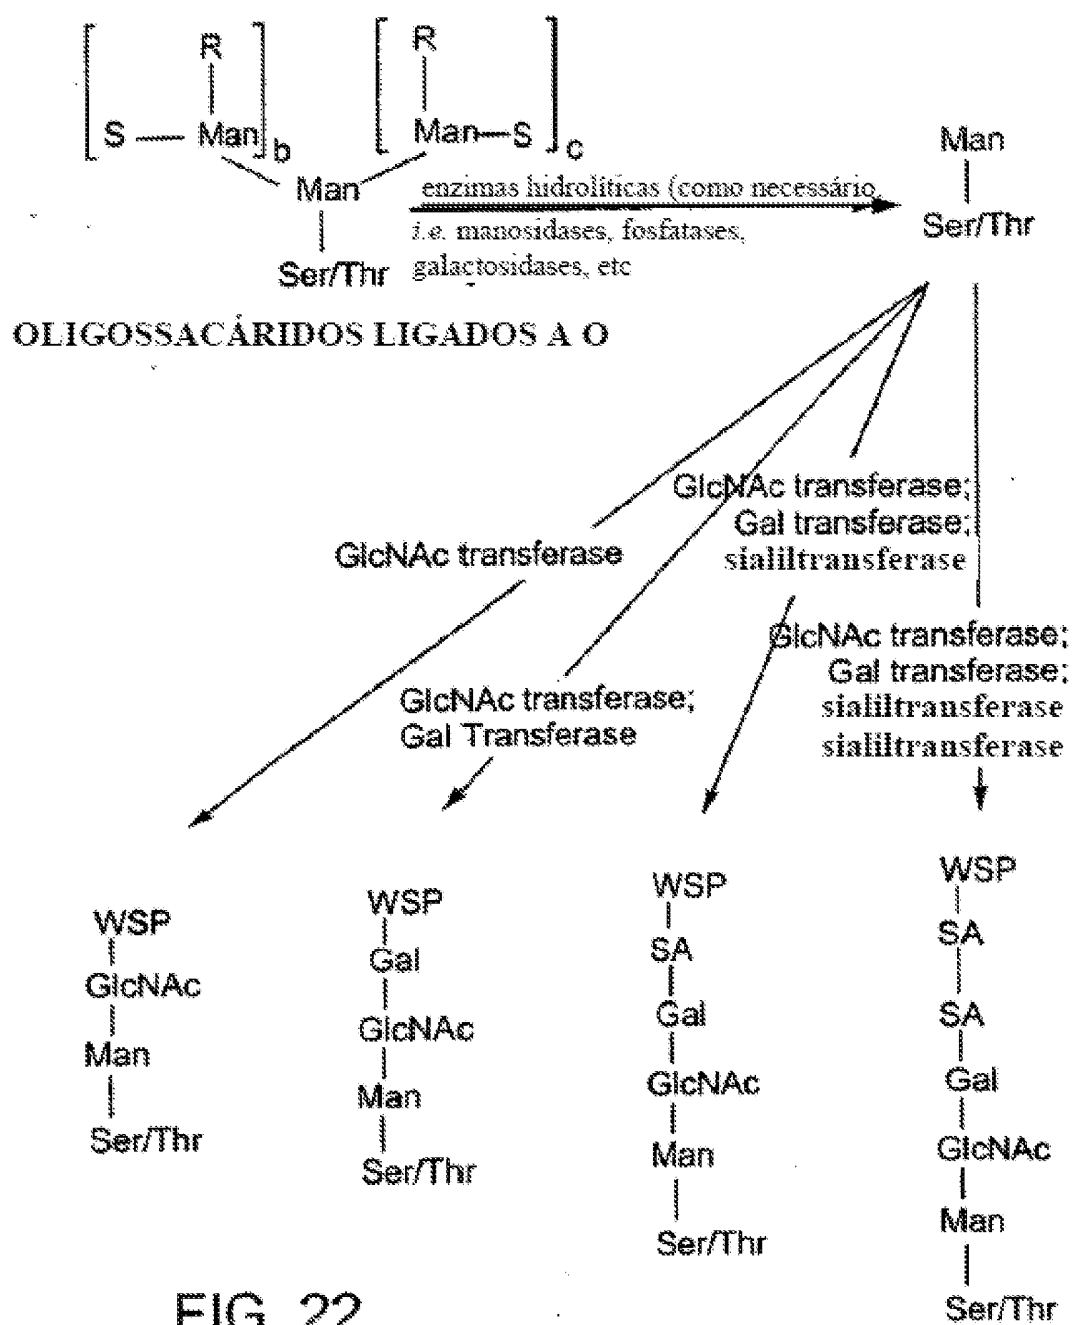 R
R
S
Man
b
Man
S
c
Man
Man
Ser/Thr
enzimas hidrolíticas (como necessário,
i.e. manosidases, fosfatases,
galactosidases, etc
Ser/Thr
OLIGOSSACÁRIDOS LIGADOS A O
GlcNAc transferase
GlcNAc transferase;
Gal Transferase
GlcNAc transferase;
Gal transferase;
sialiltransferase
GlcNAc transferase;
Gal transferase;
sialiltransferase
sialiltransferase
WSP
GlcNAc
Man
Ser/Thr
WSP
Gal
GlcNAc
Man
Ser/Thr
WSP
SA
Gal
GlcNAc
Man
Ser/Thr
WSP
SA
SA
Gal
GlcNAc
Man
Ser/Thr
FIG. 22